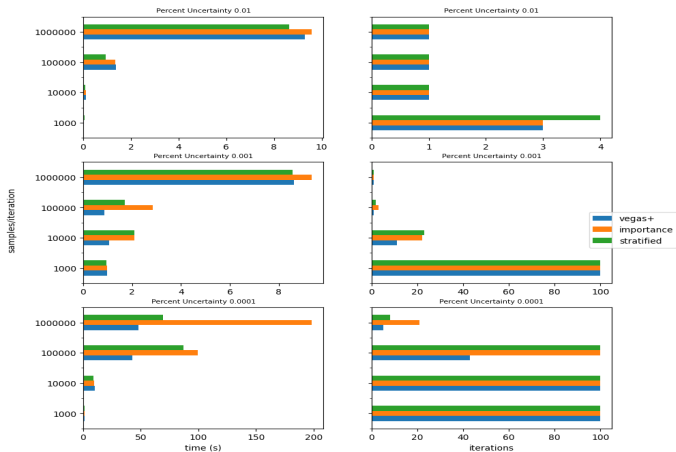 Percent Uncertainty 0.01
1000000
100000
10000
1000
0 2 4 6 8 10
Percent Uncertainty 0.01
0 1 2 3 4
Percent Uncertainty 0.001
1000000
100000
10000
1000
0 2 4 6 8
Percent Uncertainty 0.001
0 20 40 60 80 100
vegas+
importance
stratified
samples/iteration
Percent Uncertainty 0.0001
1000000
100000
10000
1000
0 50 100 150 200
time (s)
Percent Uncertainty 0.0001
0 20 40 60 80 100
iterations